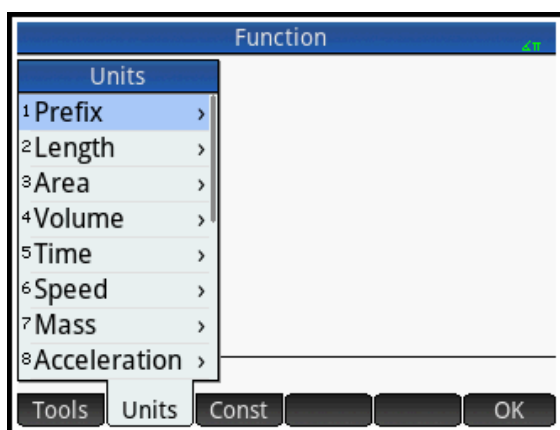 Function
∠π
Units
1 Prefix ›
2 Length ›
3 Area ›
4 Volume ›
5 Time ›
6 Speed ›
7 Mass ›
8 Acceleration ›
Tools Units Const OK